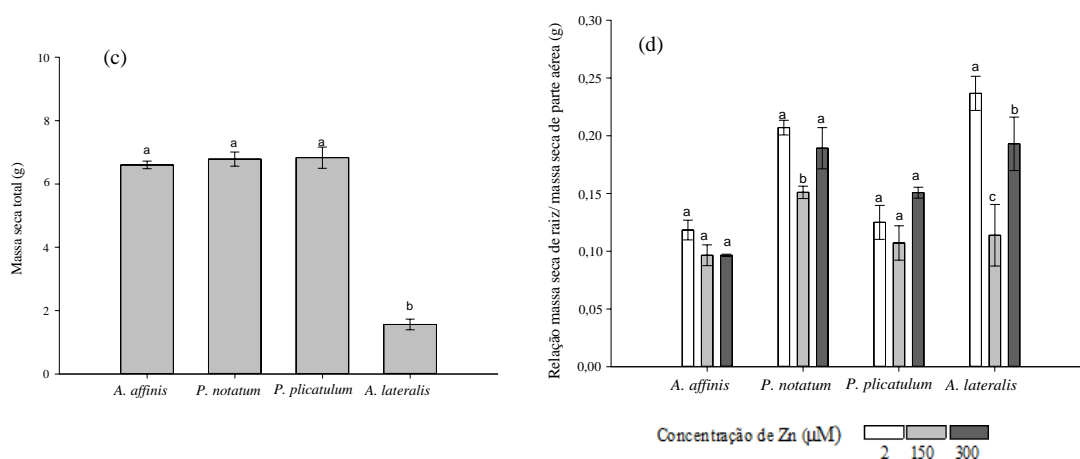 (c)
Massa seca total (g)
10
8
6
4
2
0
a
a
a
b
A. affinis
P. notatum
P. plicatulum
A. lateralis
(d)
Relação massa seca de raiz/ massa seca de parte aérea (g)
0,30
0,25
0,20
0,15
0,10
0,05
0,00
a
a
a
a
b
a
a
a
a
a
c
b
A. affinis
P. notatum
P. plicatulum
A. lateralis
Concentração de Zn (µM)
2
150
300